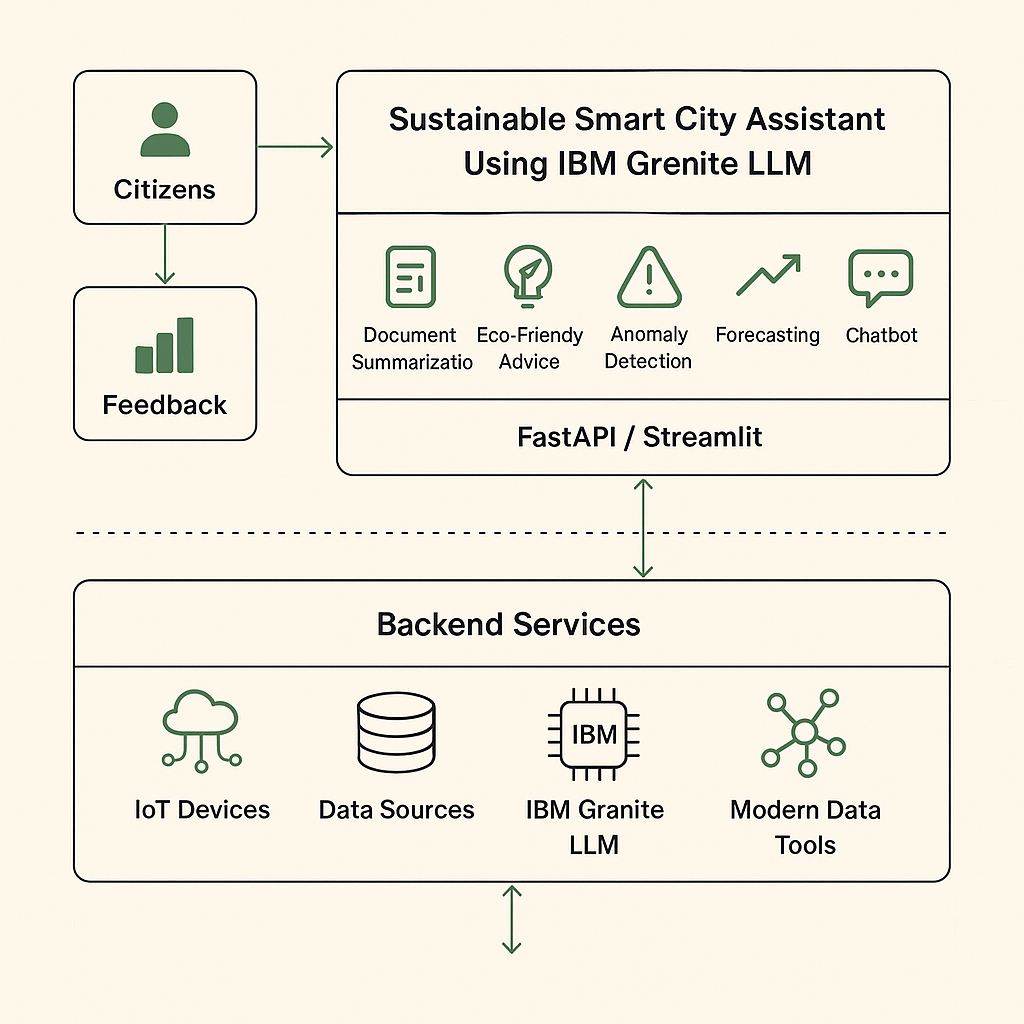 Citizens
Feedback
Sustainable Smart City Assistant
Using IBM Grenite LLM
Document
Summarizatio
Eco-Friendy
Advice
Anomaly
Detection
Forecasting
Chatbot
FastAPI / Streamlit
Backend Services
IoT Devices
Data Sources
IBM
IBM Granite
LLM
Modern Data
Tools